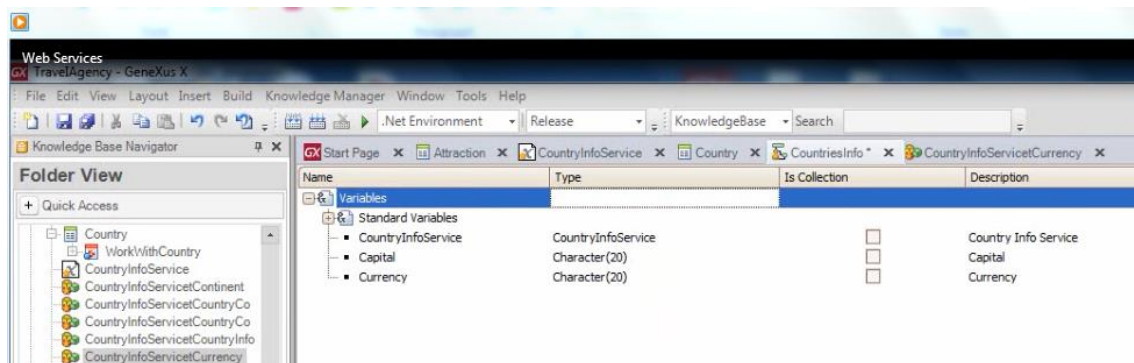 Web Services
GX TravelAgency - GeneXus X
File Edit View Layout Insert Build Knowledge Manager Window Tools Help
.Net Environment Release KnowledgeBase Search
Knowledge Base Navigator
GX Start Page Attraction CountryInfoService Country CountriesInfo * CountryInfoServicetCurrency
Folder View
Name Type Is Collection Description
Variables
Quick Access
Standard Variables
Country
CountryInfoService CountryInfoService Country Info Service
WorkWithCountry
Capital Character(20) Capital
CountryInfoService
Currency Character(20) Currency
CountryInfoServicetContinent
CountryInfoServicetCountryCo
CountryInfoServicetCountryCo
CountryInfoServicetCountryInfo
CountryInfoServicetCurrency